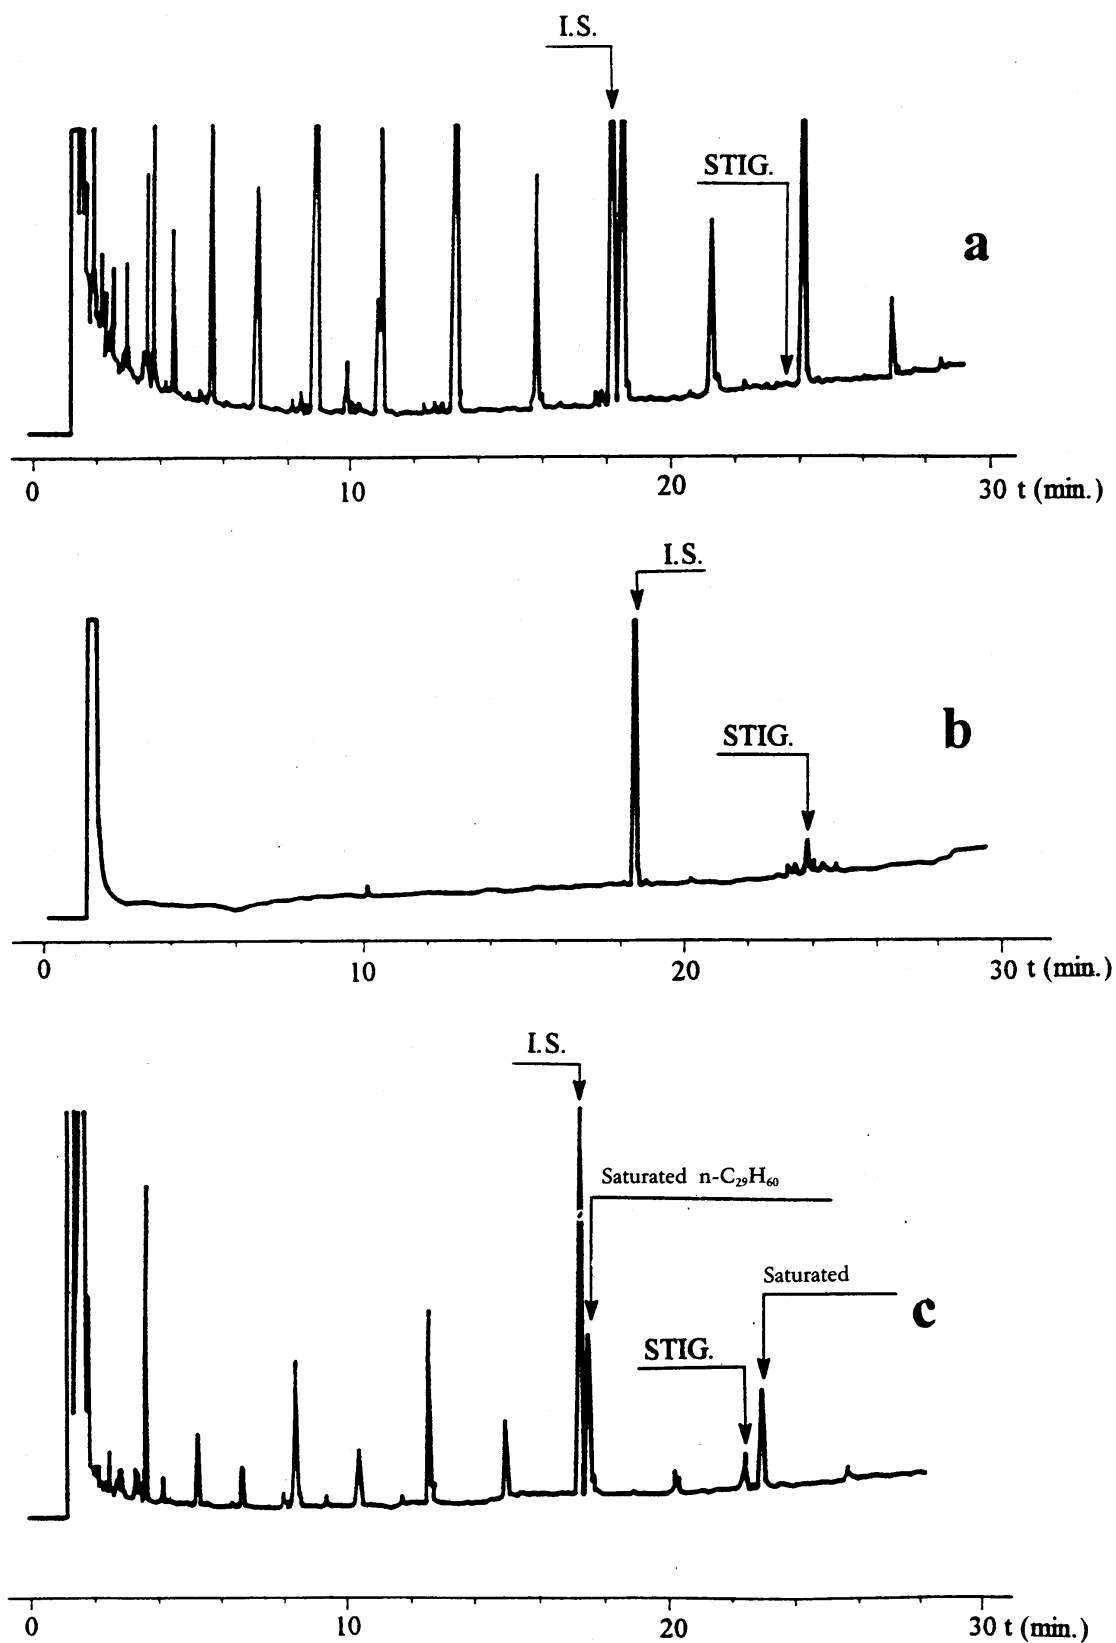 I.S.
STIG.
a
0 10 20 30 t (min.)
I.S.
STIG.
b
0 10 20 30 t (min.)
I.S.
Saturated n-C₂₉H₆₀
Saturated
STIG.
c
0 10 20 30 t (min.)